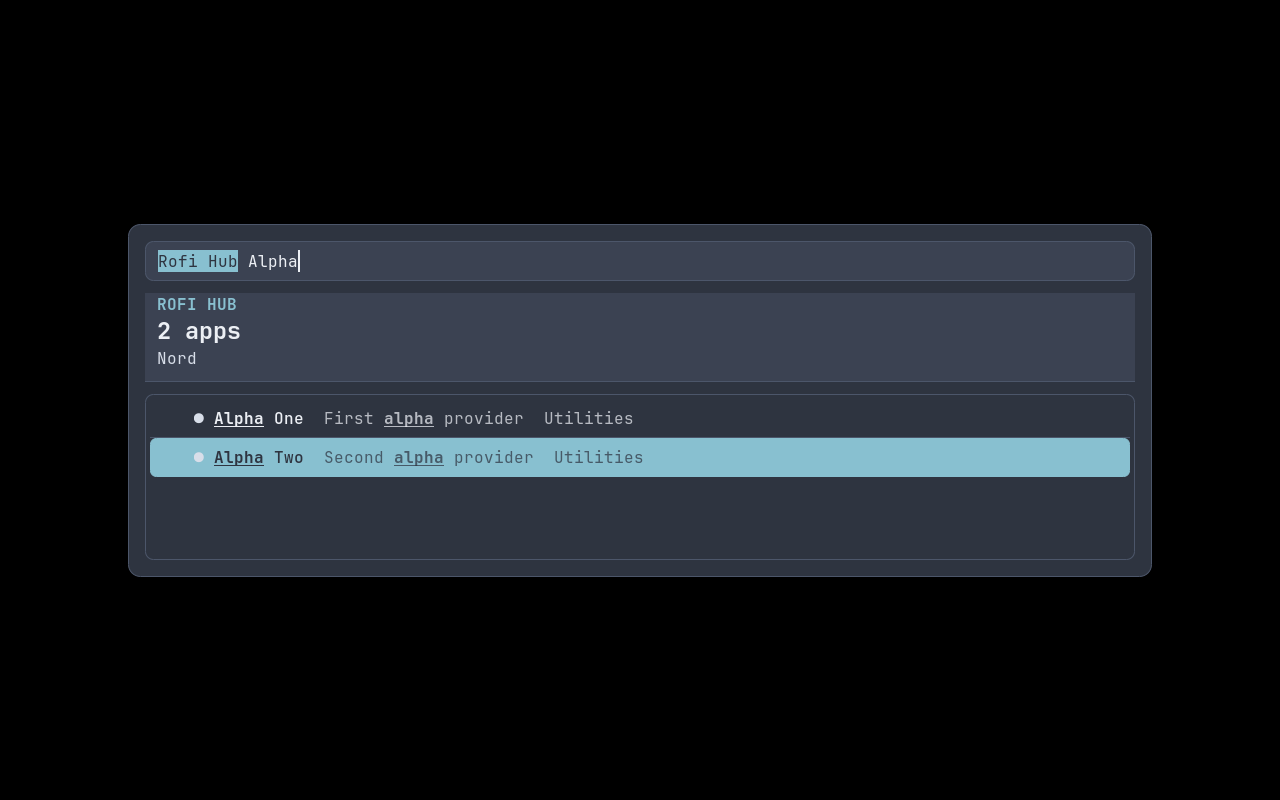 Rofi Hub Alpha
ROFI HUB
2 apps
Nord
● Alpha One  First alpha provider  Utilities
● Alpha Two  Second alpha provider  Utilities